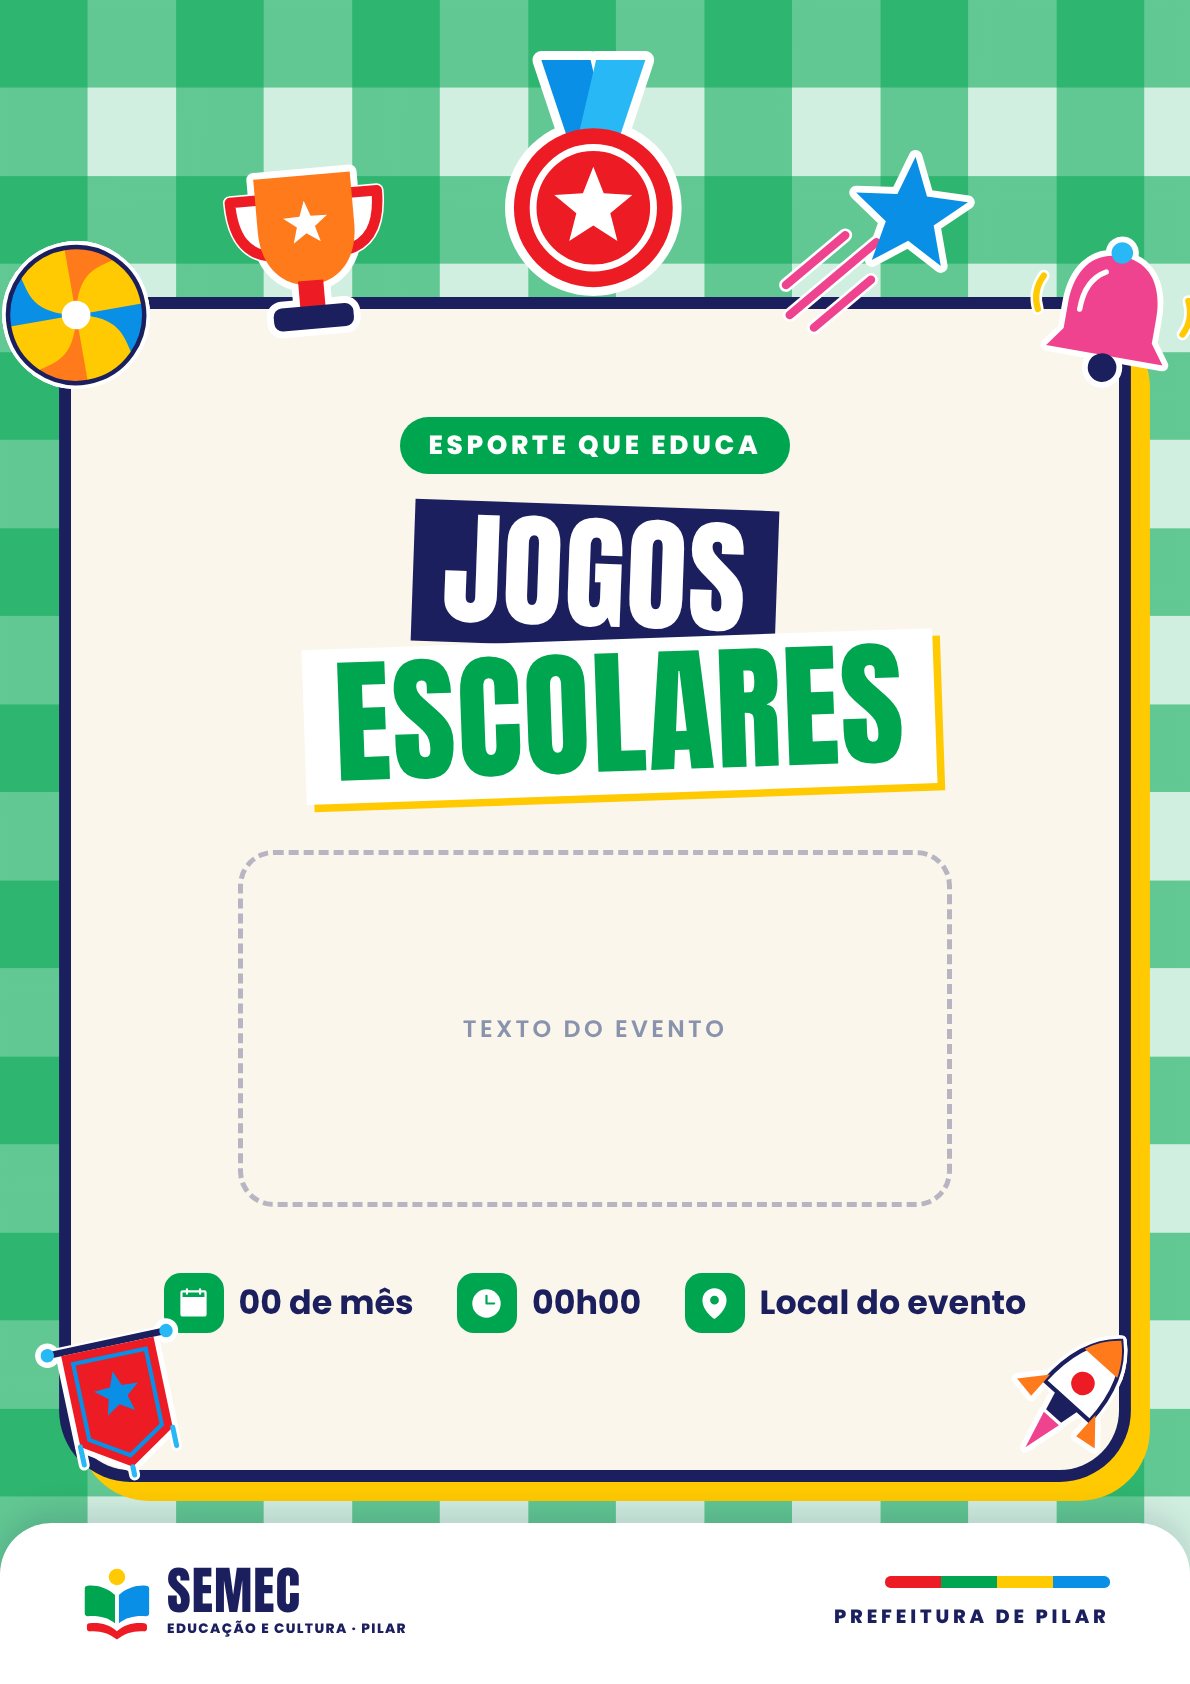 ESPORTE QUE EDUCA
JOGOS
ESCOLARES
TEXTO DO EVENTO
00 de mês
00h00
Local do evento
SEMEC
EDUCAÇÃO E CULTURA · PILAR
PREFEITURA DE PILAR